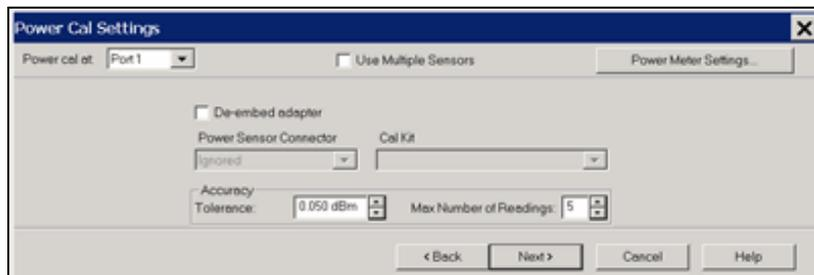 Power Cal Settings
Power cal at: Port 1 Use Multiple Sensors Power Meter Settings...
De-embed adapter
Power Sensor Connector Cal Kit
Ignored
Accuracy
Tolerance: 0.050 dBm Max Number of Readings: 5
< Back Next > Cancel Help